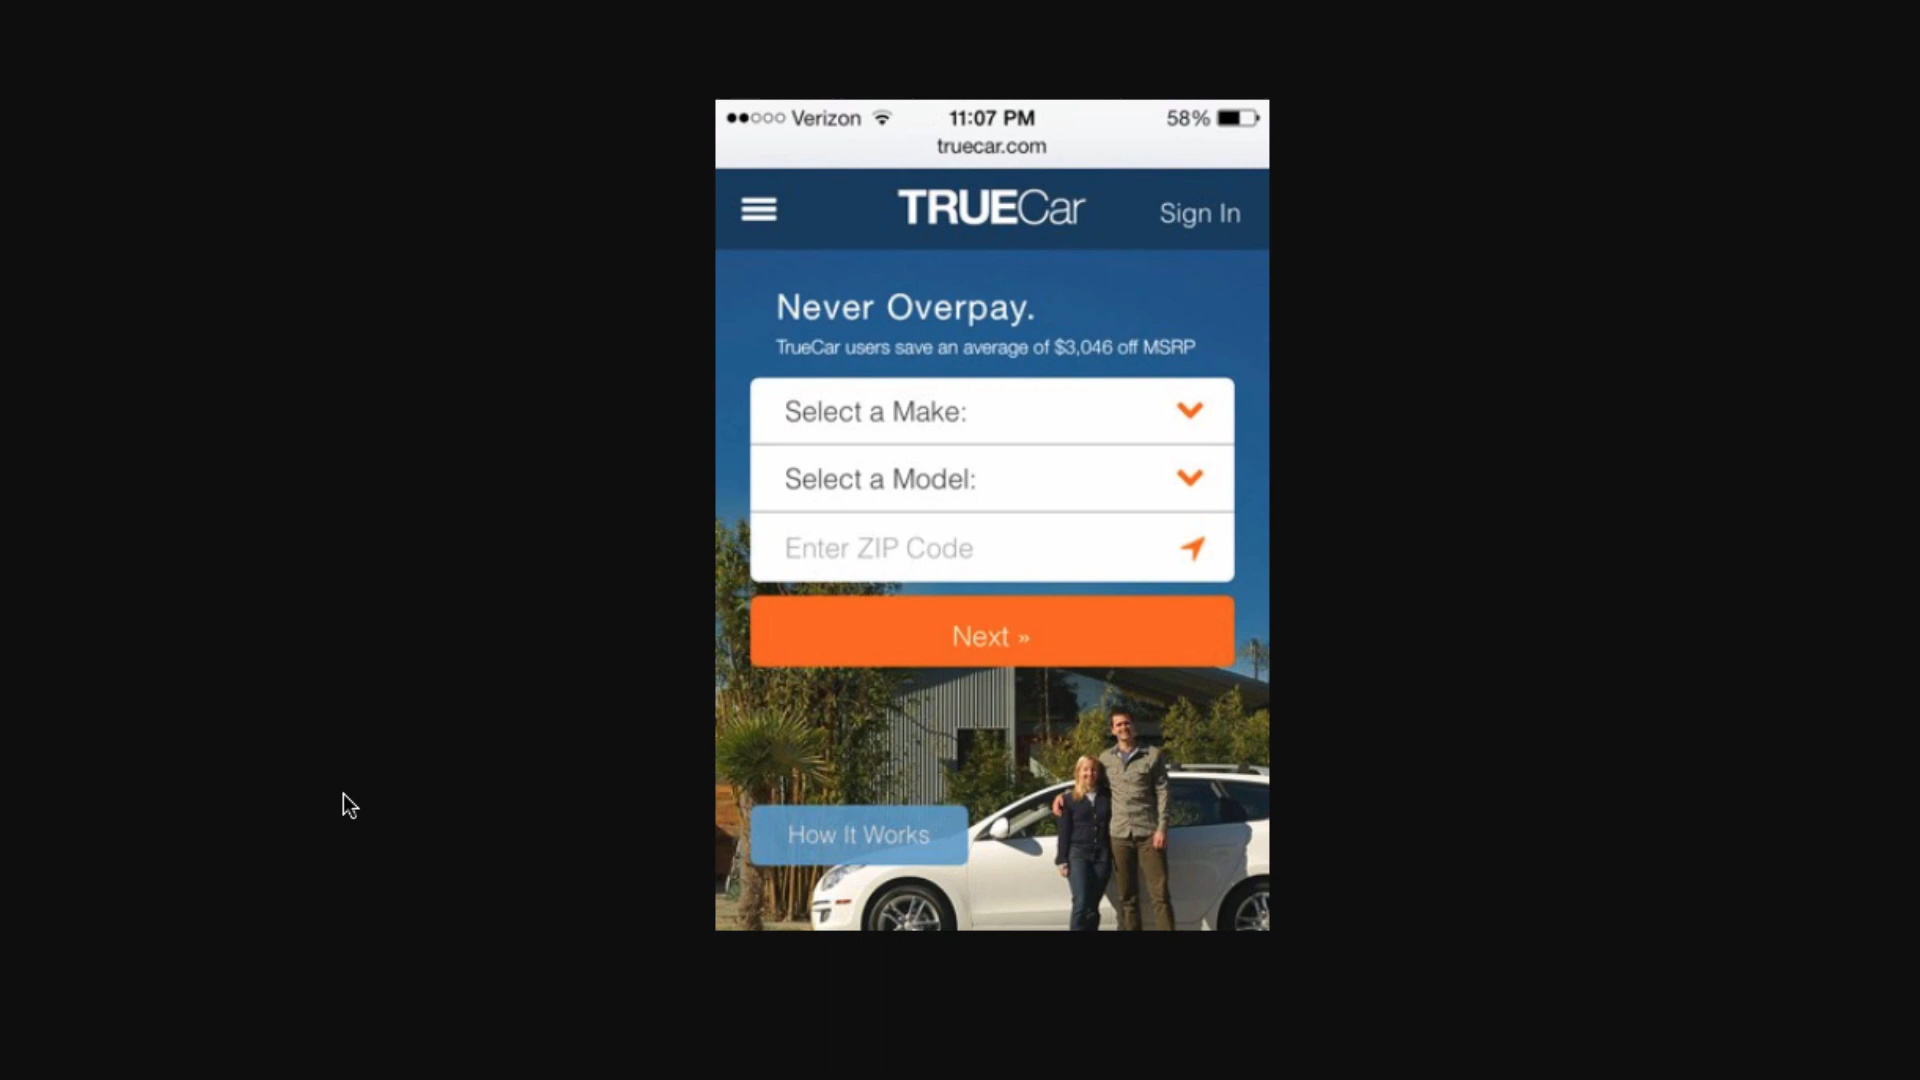 Verizon 11:07 PM 58%
truecar.com
TRUECar Sign In
Never Overpay.
TrueCar users save an average of $3,046 off MSRP
Select a Make:
Select a Model:
Enter ZIP Code
Next »
How It Works